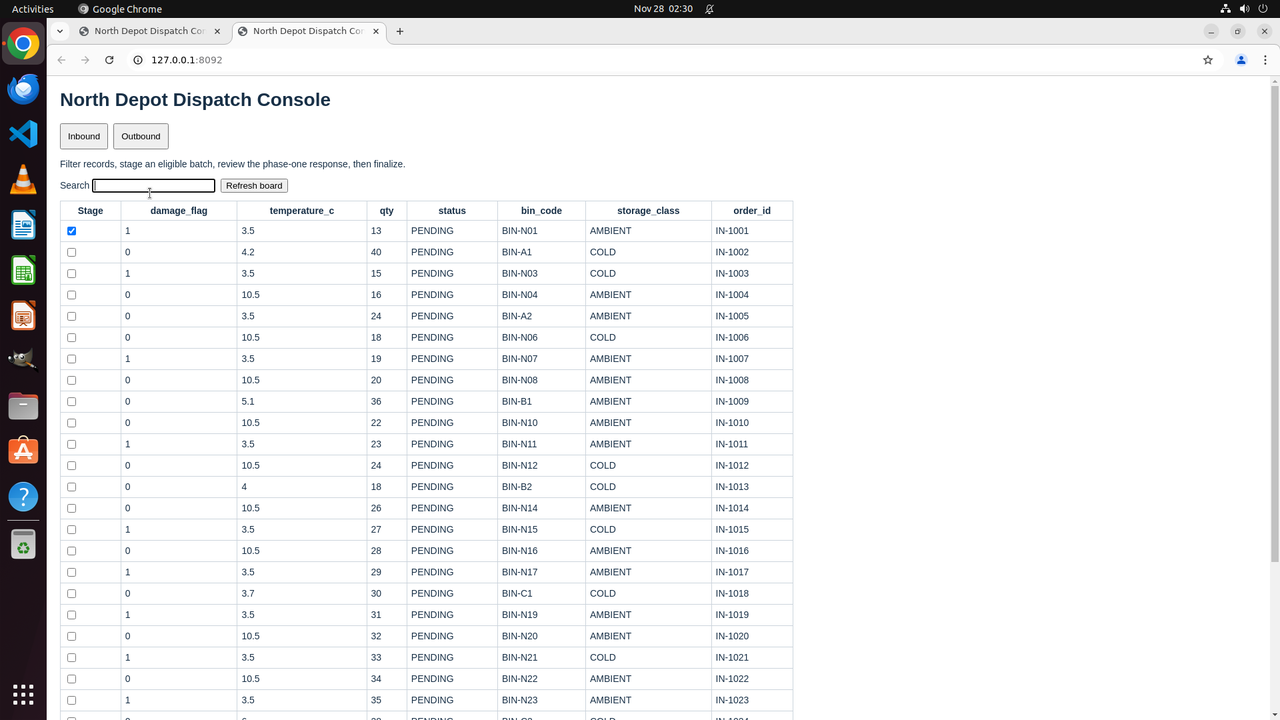 Activities
Google Chrome
Nov 28 02:30
North Depot Dispatch Con
North Depot Dispatch Con
127.0.0.1:8092
North Depot Dispatch Console
Inbound
Outbound
Filter records, stage an eligible batch, review the phase-one response, then finalize.
Search
Refresh board
Stage damage_flag temperature_c qty status bin_code storage_class order_id
1 3.5 13 PENDING BIN-N01 AMBIENT IN-1001
0 4.2 40 PENDING BIN-A1 COLD IN-1002
1 3.5 15 PENDING BIN-N03 COLD IN-1003
0 10.5 16 PENDING BIN-N04 AMBIENT IN-1004
0 3.5 24 PENDING BIN-A2 AMBIENT IN-1005
0 10.5 18 PENDING BIN-N06 COLD IN-1006
1 3.5 19 PENDING BIN-N07 AMBIENT IN-1007
0 10.5 20 PENDING BIN-N08 AMBIENT IN-1008
0 5.1 36 PENDING BIN-B1 AMBIENT IN-1009
0 10.5 22 PENDING BIN-N10 AMBIENT IN-1010
1 3.5 23 PENDING BIN-N11 AMBIENT IN-1011
0 10.5 24 PENDING BIN-N12 COLD IN-1012
0 4 18 PENDING BIN-B2 COLD IN-1013
0 10.5 26 PENDING BIN-N14 AMBIENT IN-1014
1 3.5 27 PENDING BIN-N15 COLD IN-1015
0 10.5 28 PENDING BIN-N16 AMBIENT IN-1016
1 3.5 29 PENDING BIN-N17 AMBIENT IN-1017
0 3.7 30 PENDING BIN-C1 COLD IN-1018
1 3.5 31 PENDING BIN-N19 AMBIENT IN-1019
0 10.5 32 PENDING BIN-N20 AMBIENT IN-1020
1 3.5 33 PENDING BIN-N21 COLD IN-1021
0 10.5 34 PENDING BIN-N22 AMBIENT IN-1022
1 3.5 35 PENDING BIN-N23 AMBIENT IN-1023